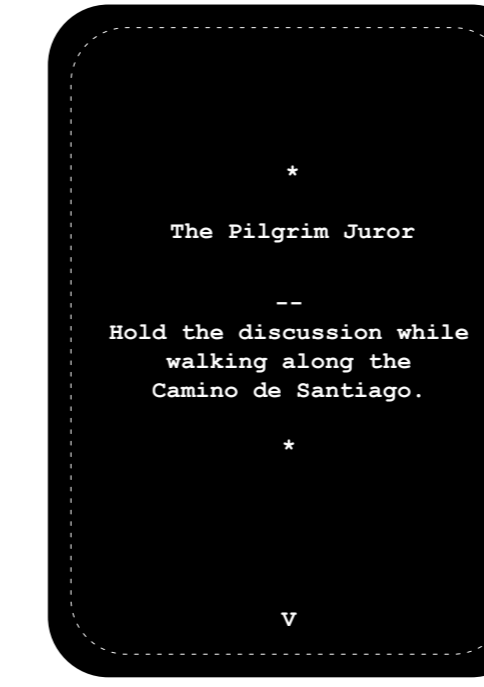 *
The Pilgrim Juror
--
Hold the discussion while
walking along the
Camino de Santiago.
*
V